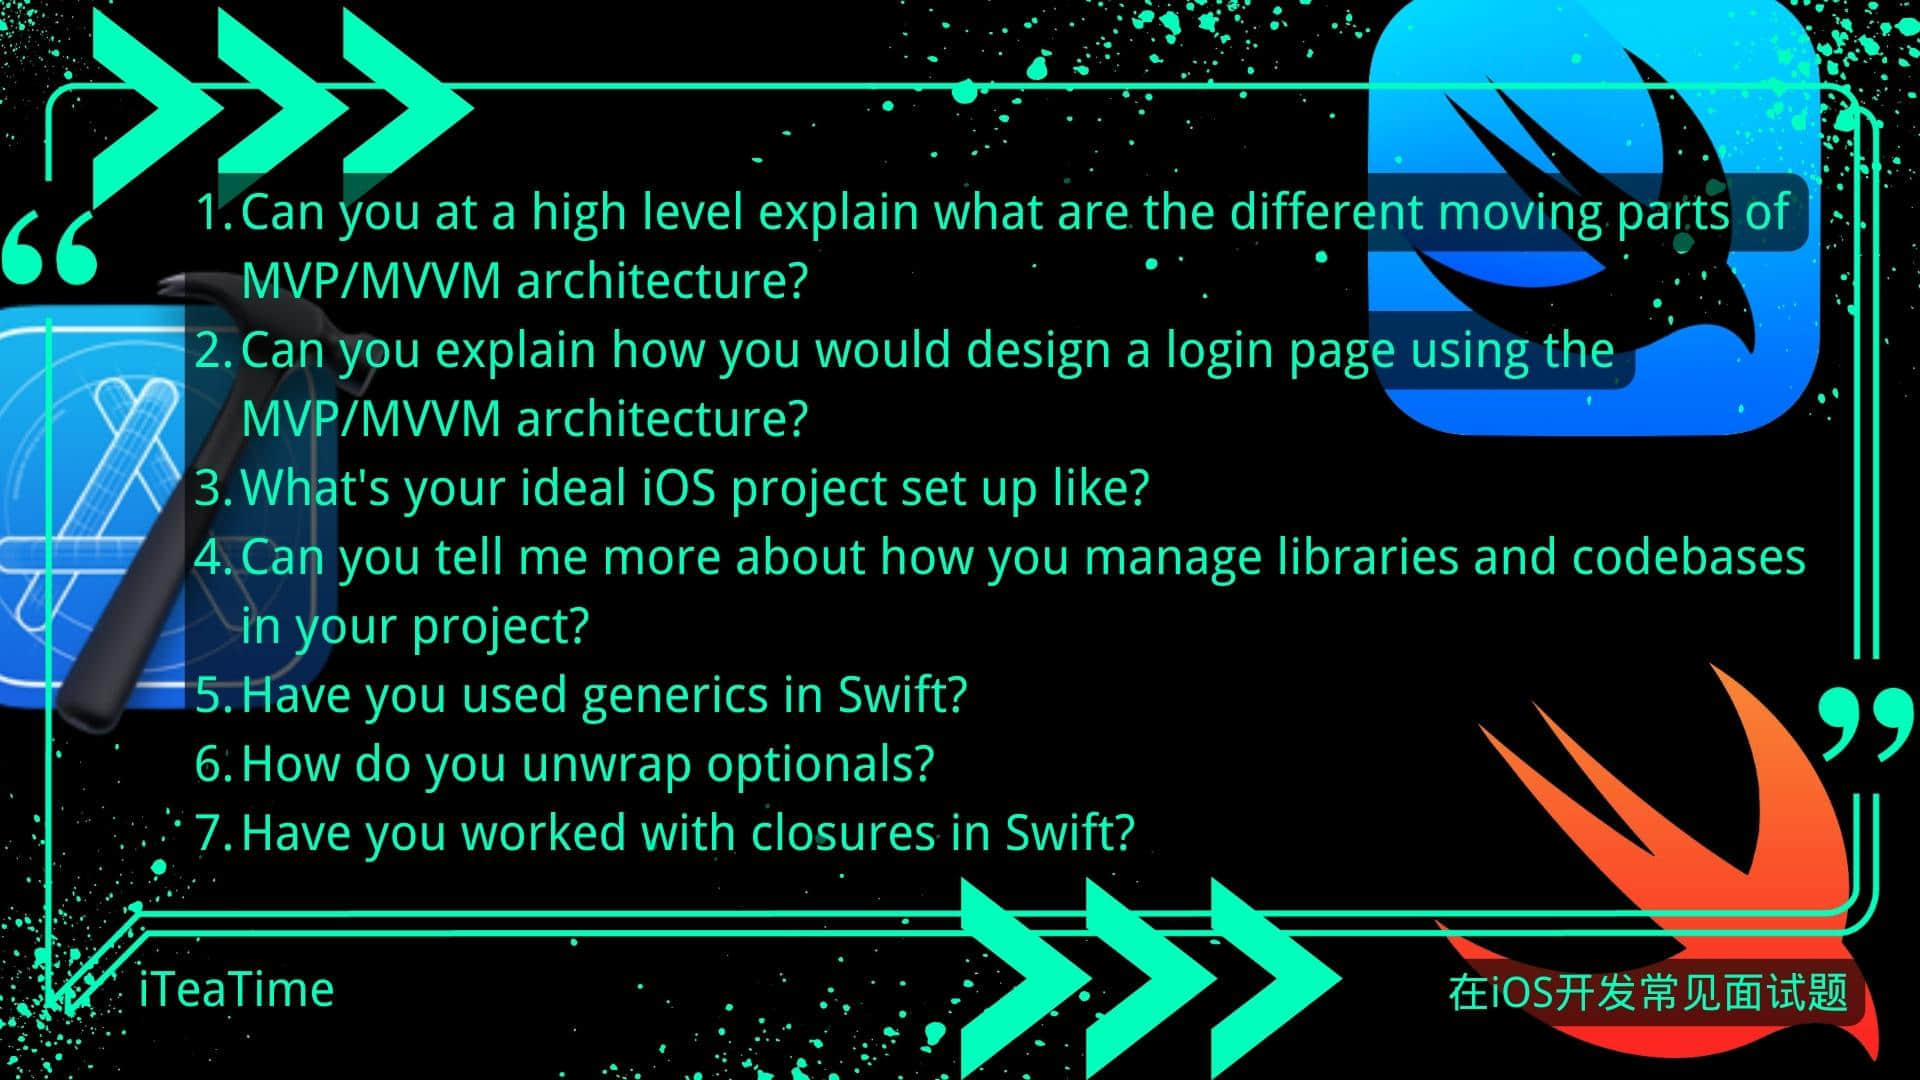 1. Can you at a high level explain what are the different moving parts of
MVP/MVVM architecture?
2. Can you explain how you would design a login page using the
MVP/MVVM architecture?
3. What's your ideal iOS project set up like?
4. Can you tell me more about how you manage libraries and codebases
in your project?
5. Have you used generics in Swift?
6. How do you unwrap optionals?
7. Have you worked with closures in Swift?
iTeaTime
在iOS开发常见面试题